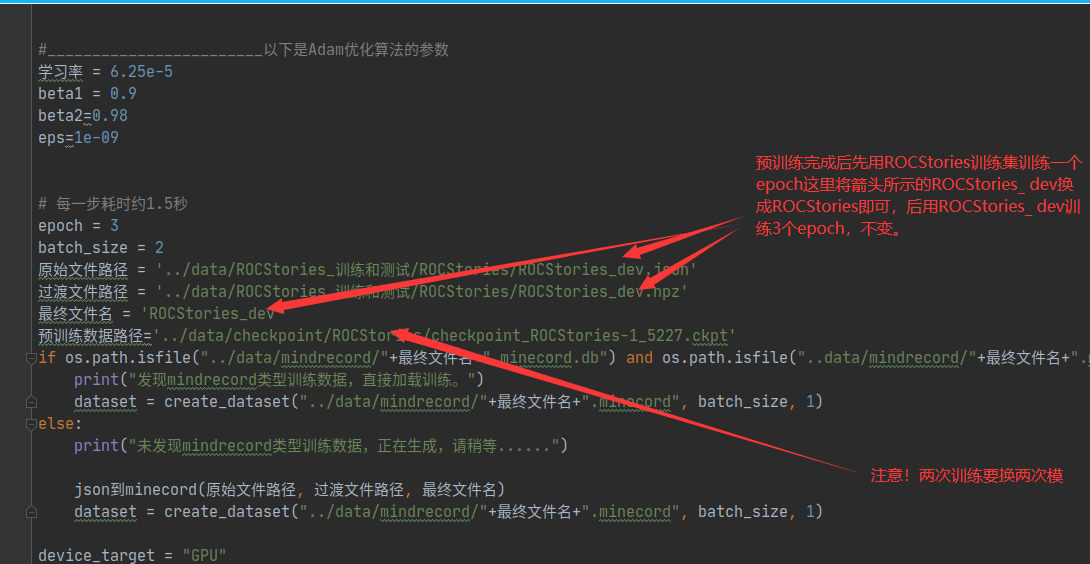 #________________________以下是Adam优化算法的参数
学习率 = 6.25e-5
beta1 = 0.9
beta2=0.98
eps=1e-09
# 每一步耗时约1.5秒
epoch = 3
batch_size = 2
原始文件路径 = '../data/ROCStories_训练和测试/ROCStories/ROCStories_dev.json'
过渡文件路径 = '../data/ROCStories_训练和测试/ROCStories/ROCStories_dev.hpz'
最终文件名 = 'ROCStories_dev'
预训练数据路径='../data/checkpoint/ROCStories/checkpoint_ROCStories-1_5227.ckpt'
if os.path.isfile("../data/mindrecord/"+最终文件名+".minecord.db") and os.path.isfile("..data/mindrecord/"+最终文件名+".
print("发现mindrecord类型训练数据，直接加载训练。")
dataset = create_dataset("../data/mindrecord/"+最终文件名+".minecord", batch_size, 1)
else:
print("未发现mindrecord类型训练数据，正在生成，请稍等......")
json到minecord(原始文件路径, 过渡文件路径, 最终文件名)
dataset = create_dataset("../data/mindrecord/"+最终文件名+".minecord", batch_size, 1)
device_target = "GPU"
预训练完成后先用ROCStories训练集训练一个
epoch这里将箭头所示的ROCStories_ dev换
成ROCStories即可，后用ROCStories_ dev训
练3个epoch，不变。
注意！两次训练要换两次模